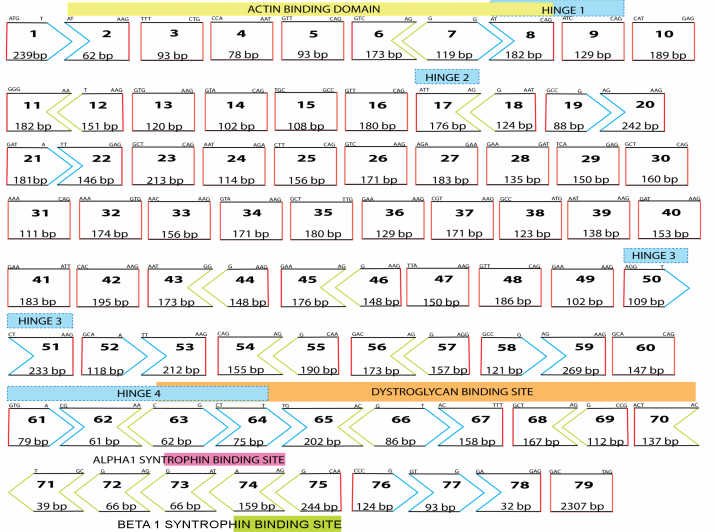 ACTIN BINDING DOMAIN HINGE 1
ATG T AT AAG TTT CTG CCA AAT GTT CAG GTC AG G G AT CAG ATC CAG CAT GAG
1 2 3 4 5 6 7 8 9 10
239bp 62 bp 93 bp 78 bp 93 bp 173 bp 119 bp 182 bp 129 bp 189 bp
HINGE 2
GGG AA T AAG GTG AAG GTA CAG TGC GCC GTT CAG ATT AG G AAT GCC G AG AAG
11 12 13 14 15 16 17 18 19 20
182 bp 151 bp 120 bp 102 bp 108 bp 180 bp 176 bp 124 bp 88 bp 242 bp
GAT A TT GAG GCT CAG AAT AGA CTT CAG GTC AAG AGA GAA GAA GAT TCA GAG GCT CAG
21 22 23 24 25 26 27 28 29 30
181bp 146 bp 213 bp 114 bp 156 bp 171 bp 183 bp 135 bp 150 bp 160 bp
AAA CAG AAA GTG AAC AAG GTA AAG GCT TTG GAA AAG CGT AAG GCC ATG AAT AAG GAT AAG
31 32 33 34 35 36 37 38 39 40
111 bp 174 bp 156 bp 171 bp 180 bp 129 bp 171 bp 123 bp 138 bp 153 bp
HINGE 3
GAA ATT CAC AAG AAT GG G AAG GAA AG G AAG TTA AAG GTT CAG GAA AAG AGG T
41 42 43 44 45 46 47 48 49 50
183 bp 195 bp 173 bp 148 bp 176 bp 148 bp 150 bp 186 bp 102 bp 109 bp
HINGE 3
CT AAG GCA A TT AAG CAG AG G CAA GAC AG G AGG GCC G AG AAG GCA CAG
51 52 53 54 55 56 57 58 59 60
233 bp 118 bp 212 bp 155 bp 190 bp 173 bp 157 bp 121 bp 269 bp 147 bp
HINGE 4 DYSTROGLYCAN BINDING SITE
GTG A CG AA C G CT T TG AC G T AC TTT GCT AG G CCG ACT AC
61 62 63 64 65 66 67 68 69 70
79 bp 61 bp 62 bp 75 bp 202 bp 86 bp 158 bp 167 bp 112 bp 137 bp
ALPHA1 SYNTROPHIN BINDING SITE
T GC G AG G AT A AG G CAA CCC G GT G GA GAG GAC TAG
71 72 73 74 75 76 77 78 79
39 bp 66 bp 66 bp 159 bp 244 bp 124 bp 93 bp 32 bp 2307 bp
BETA 1 SYNTROPHIN BINDING SITE